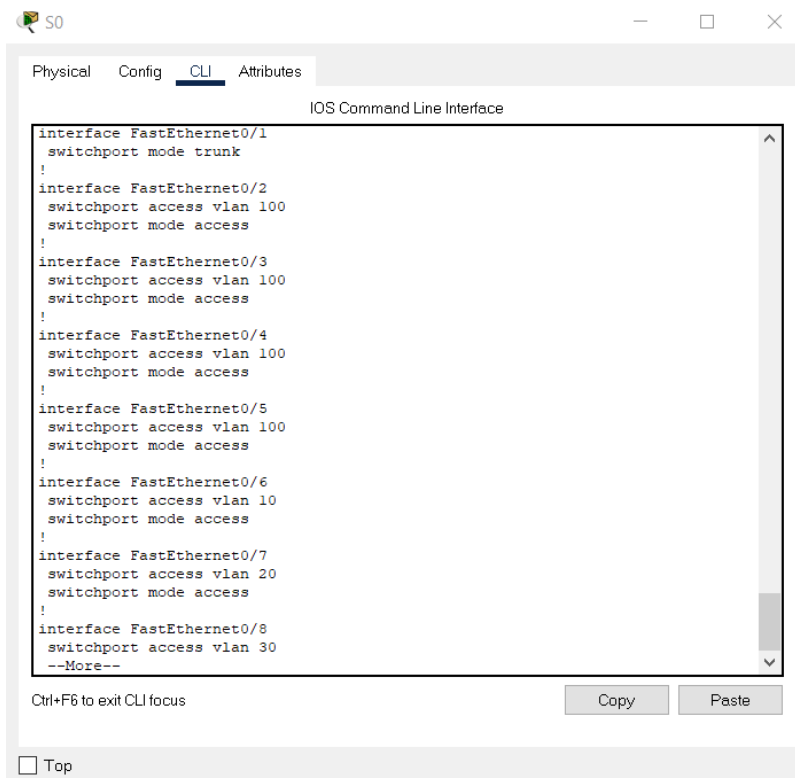 S0
Physical Config CLI Attributes
IOS Command Line Interface
interface FastEthernet0/1
switchport mode trunk
!
interface FastEthernet0/2
switchport access vlan 100
switchport mode access
!
interface FastEthernet0/3
switchport access vlan 100
switchport mode access
!
interface FastEthernet0/4
switchport access vlan 100
switchport mode access
!
interface FastEthernet0/5
switchport access vlan 100
switchport mode access
!
interface FastEthernet0/6
switchport access vlan 10
switchport mode access
!
interface FastEthernet0/7
switchport access vlan 20
switchport mode access
!
interface FastEthernet0/8
switchport access vlan 30
--More--
Ctrl+F6 to exit CLI focus
Copy Paste
Top